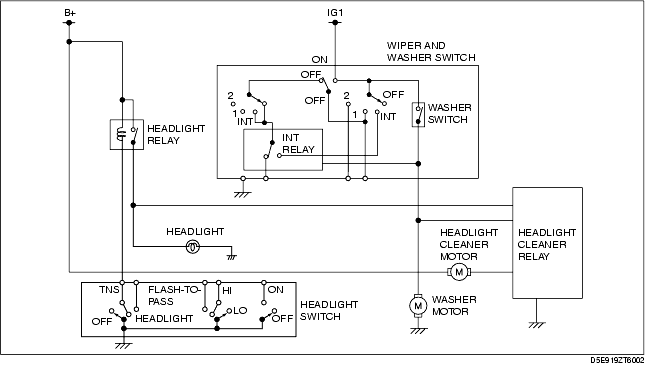 B+
IG1
WIPER AND
WASHER SWITCH
ON
OFF
2
OFF
2
OFF
1
INT
1
INT
WASHER
SWITCH
HEADLIGHT
RELAY
INT
RELAY
HEADLIGHT
HEADLIGHT
CLEANER
MOTOR
HEADLIGHT
CLEANER
RELAY
M
TNS
FLASH-TO-
PASS
HI
ON
HEADLIGHT
SWITCH
OFF
HEADLIGHT
LO
OFF
M
WASHER
MOTOR
D5E919ZT6002